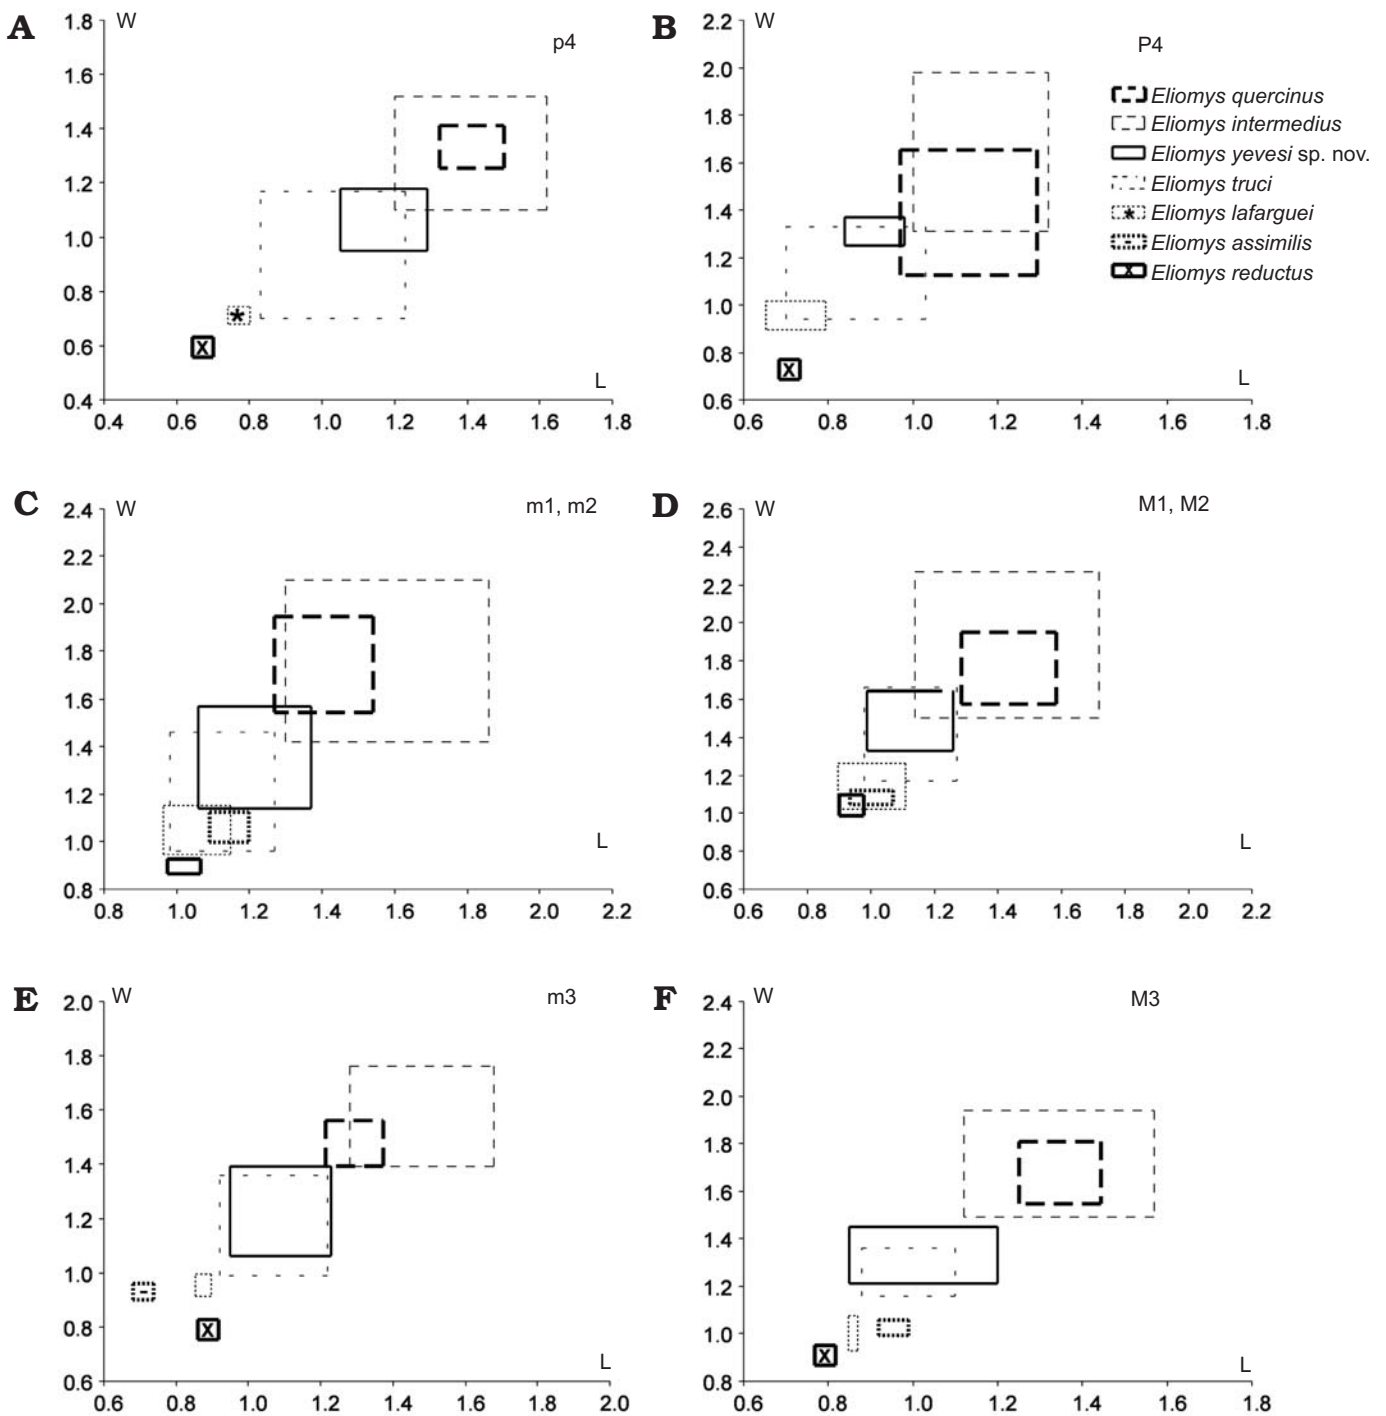 A
W
p4
1.8
1.6
1.4
1.2
1.0
0.8
0.6
0.4
L
0.4 0.6 0.8 1.0 1.2 1.4 1.6 1.8
B
W
P4
2.2
2.0
1.8
1.6
1.4
1.2
1.0
0.8
0.6
L
0.6 0.8 1.0 1.2 1.4 1.6 1.8
Eliomys quercinus
Eliomys intermedius
Eliomys yevesi sp. nov.
Eliomys truci
Eliomys lafarguei
Eliomys assimilis
Eliomys reductus
C
W
m1, m2
2.4
2.2
2.0
1.8
1.6
1.4
1.2
1.0
0.8
L
0.8 1.0 1.2 1.4 1.6 1.8 2.0 2.2
D
W
M1, M2
2.6
2.4
2.2
2.0
1.8
1.6
1.4
1.2
1.0
0.8
0.6
L
0.6 0.8 1.0 1.2 1.4 1.6 1.8 2.0 2.2
E
W
m3
2.0
1.8
1.6
1.4
1.2
1.0
0.8
0.6
L
0.6 0.8 1.0 1.2 1.4 1.6 1.8 2.0
F
W
M3
2.4
2.2
2.0
1.8
1.6
1.4
1.2
1.0
0.8
L
0.6 0.8 1.0 1.2 1.4 1.6 1.8